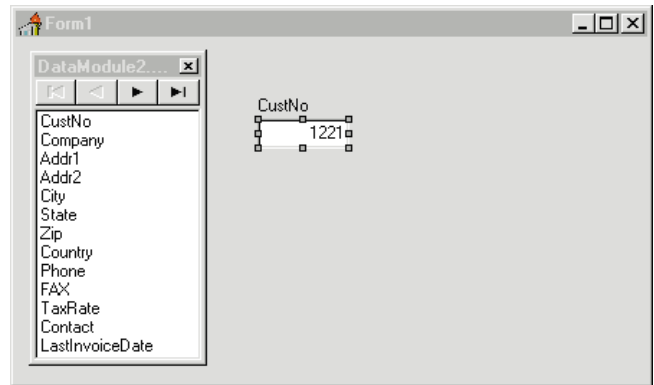 Form1
DataModule2....
CustNo
Company
Addr1
Addr2
City
State
Zip
Country
Phone
FAX
TaxRate
Contact
LastInvoiceDate
CustNo
1221